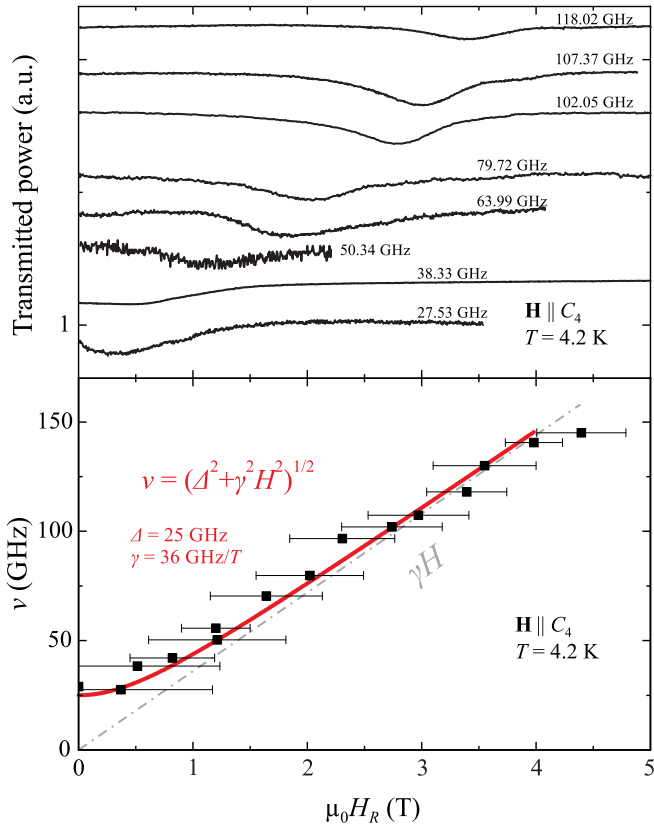 Transmitted power (a.u.)
1
118.02 GHz
107.37 GHz
102.05 GHz
79.72 GHz
63.99 GHz
50.34 GHz
38.33 GHz
27.53 GHz
H || C₄
T = 4.2 K
ν (GHz)
150
100
50
0
ν = (Δ²+γ²H²)¹/²
Δ = 25 GHz
γ = 36 GHz/T
γH
H || C₄
T = 4.2 K
0 1 2 3 4 5
μ₀H_R (T)